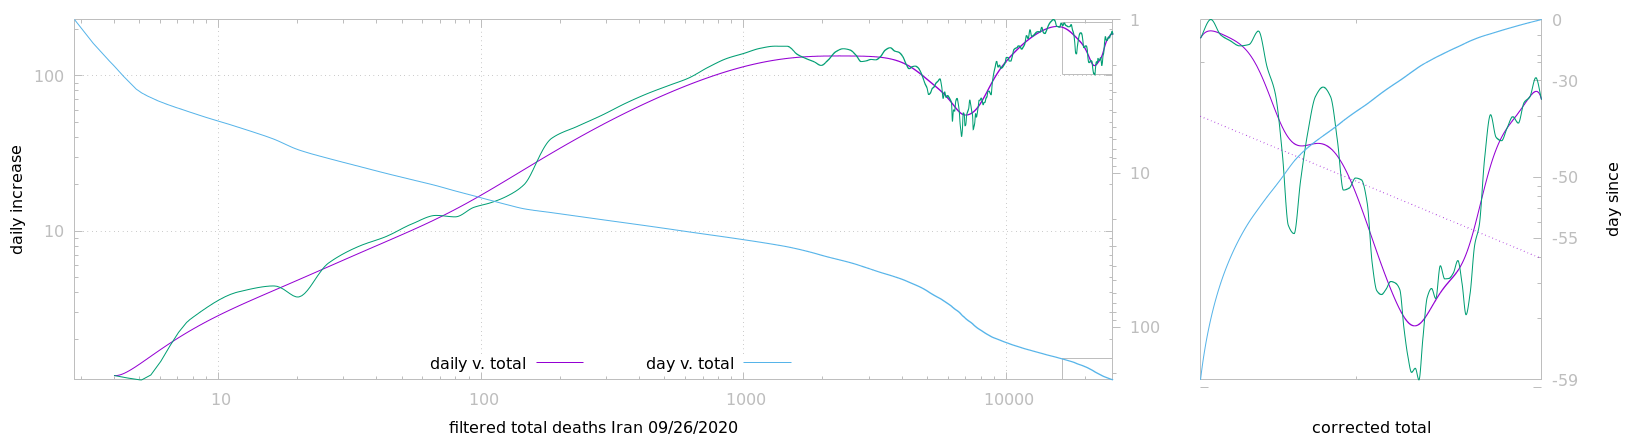 daily increase
100
10
1
10
100
daily v. total
day v. total
10
100
1000
10000
filtered total deaths Iran 09/26/2020
0
-30
-50
-55
-59
day since
corrected total